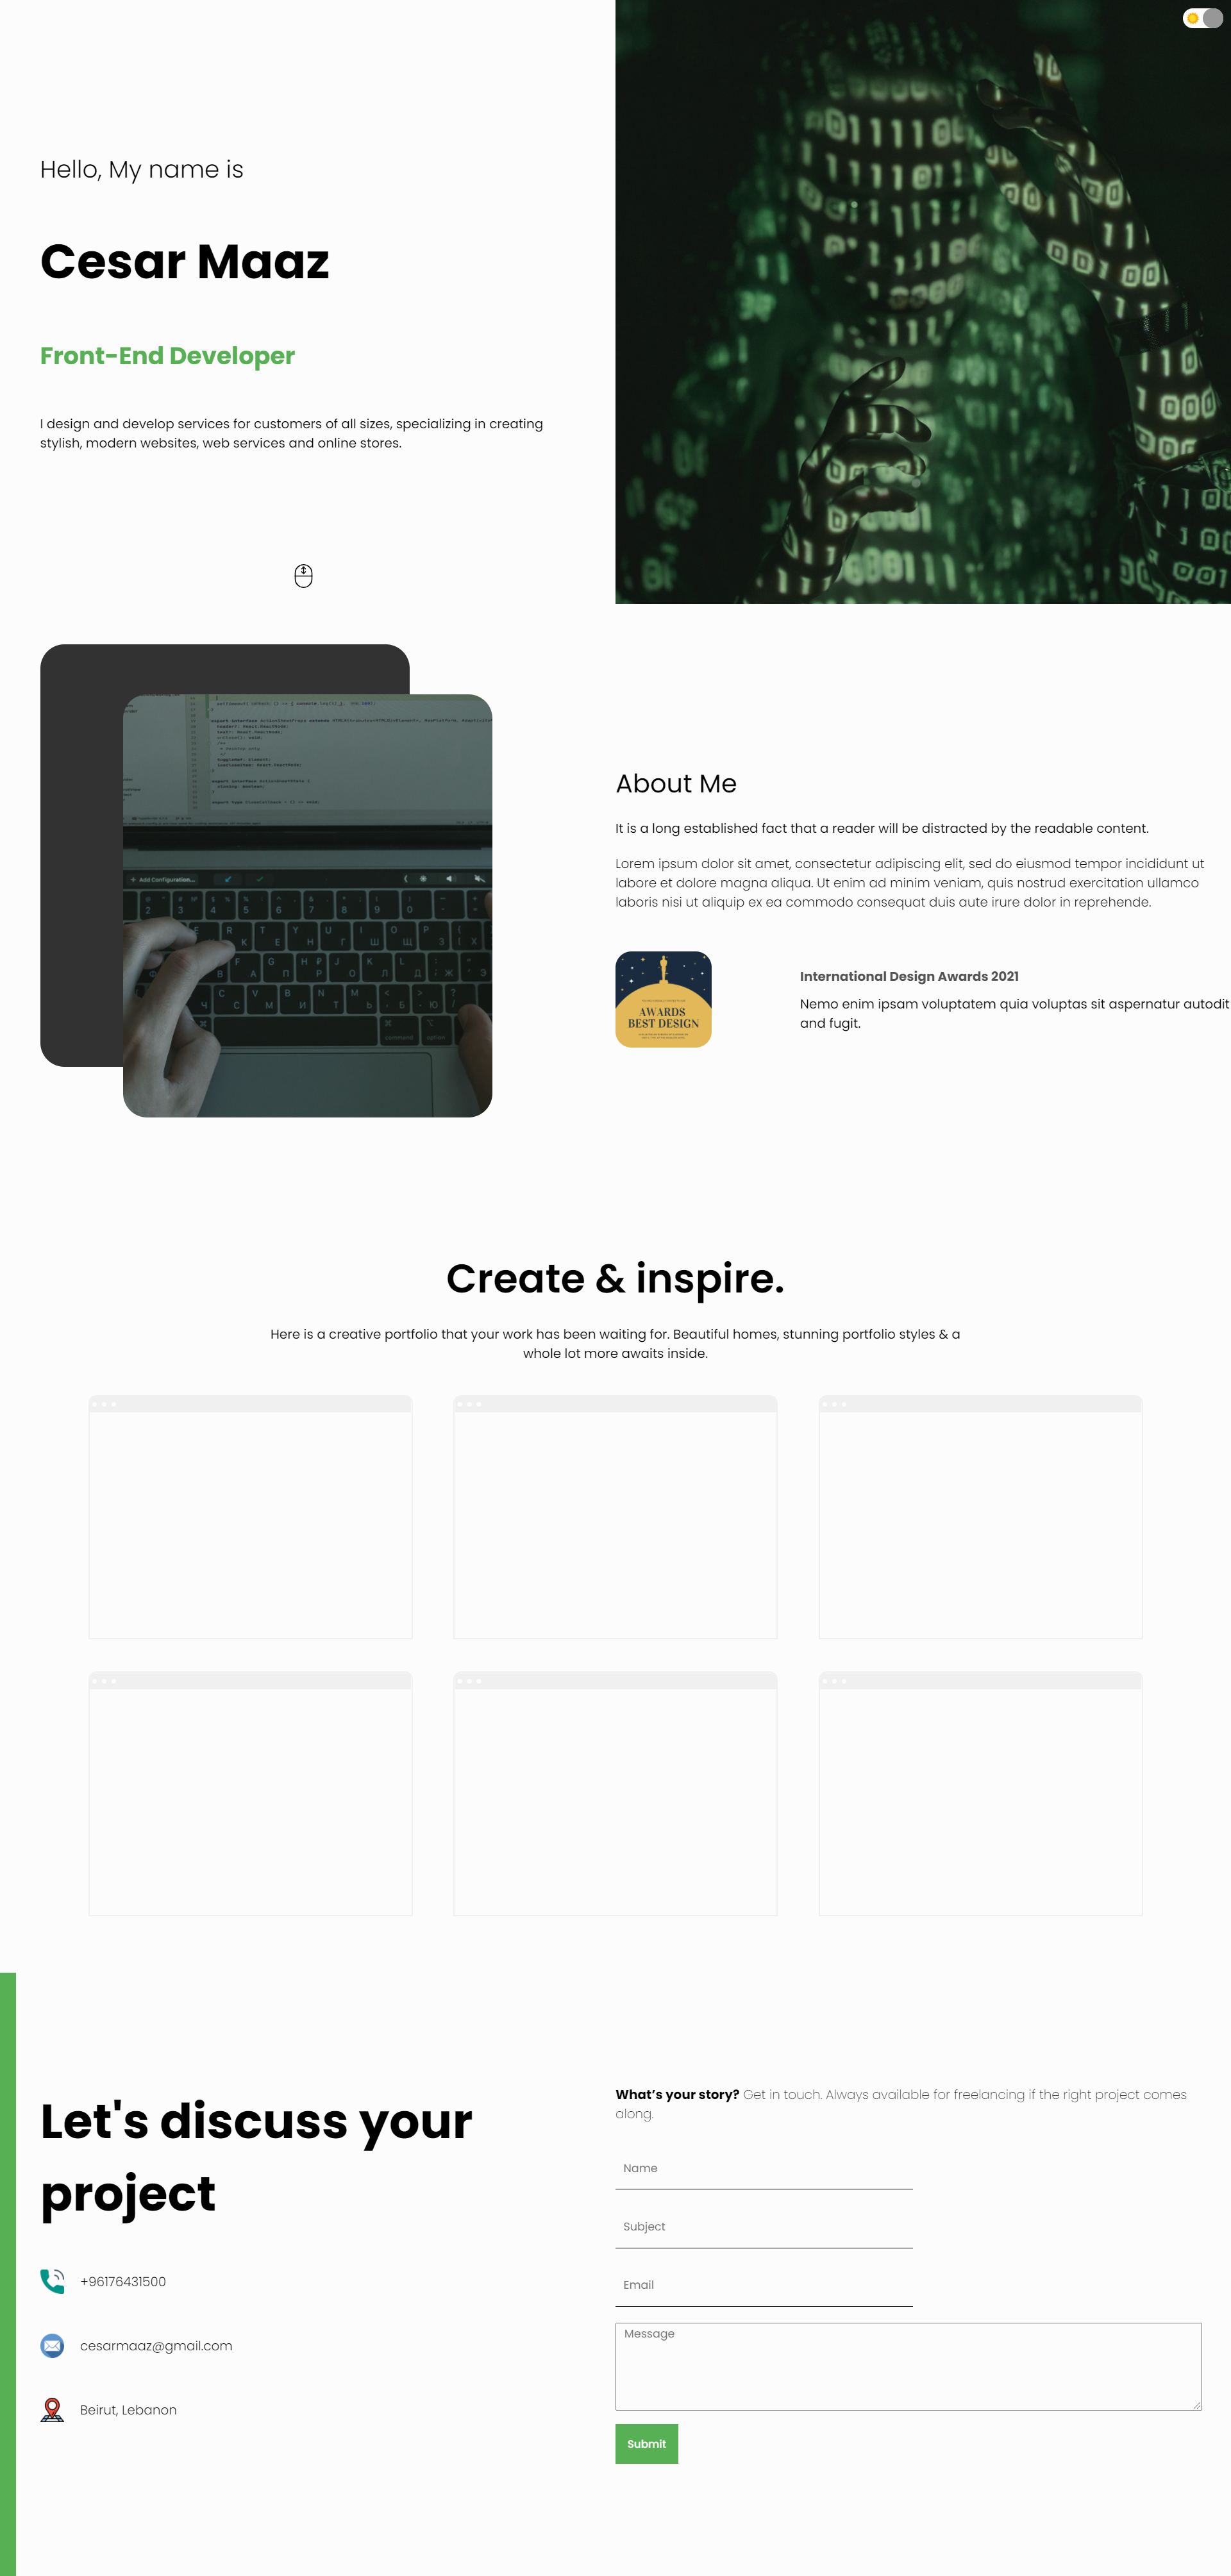 Hello, My name is
Cesar Maaz
Front-End Developer
I design and develop services for customers of all sizes, specializing in creating
stylish, modern websites, web services and online stores.
+ Add Configuration...
command
option
About Me
It is a long established fact that a reader will be distracted by the readable content.
Lorem ipsum dolor sit amet, consectetur adipiscing elit, sed do eiusmod tempor incididunt ut
labore et dolore magna aliqua. Ut enim ad minim veniam, quis nostrud exercitation ullamco
laboris nisi ut aliquip ex ea commodo consequat duis aute irure dolor in reprehende.
AWARDS
BEST DESIGN
International Design Awards 2021
Nemo enim ipsam voluptatem quia voluptas sit aspernatur autodit
and fugit.
Create & inspire.
Here is a creative portfolio that your work has been waiting for. Beautiful homes, stunning portfolio styles & a
whole lot more awaits inside.
Let's discuss your
project
+96176431500
cesarmaaz@gmail.com
Beirut, Lebanon
What’s your story? Get in touch. Always available for freelancing if the right project comes
along.
Name
Subject
Email
Message
Submit